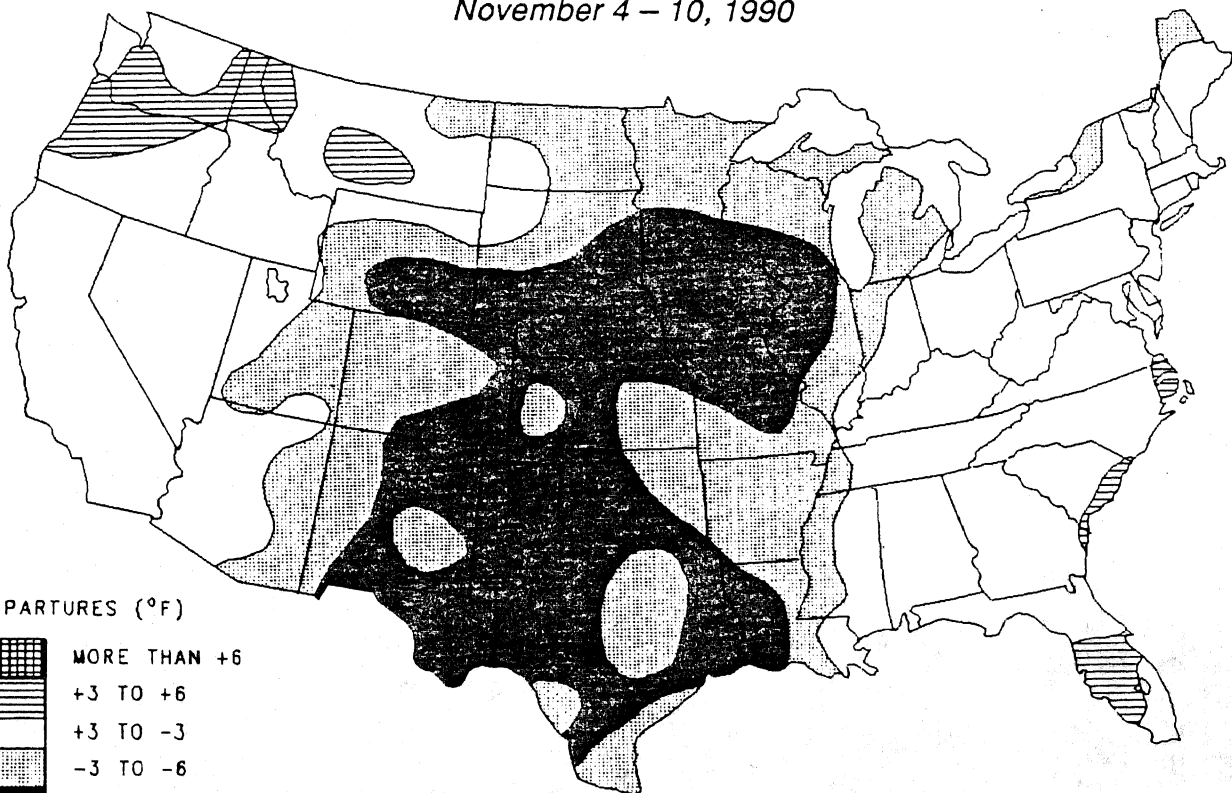 November 4 – 10, 1990
PARTURES (°F)
MORE THAN +6
+3 TO +6
+3 TO -3
-3 TO -6